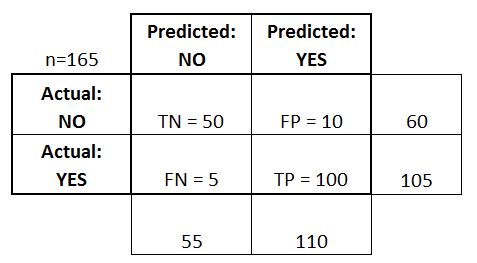 Predicted: Predicted:
n=165 NO YES
Actual:
NO TN = 50 FP = 10 60
Actual:
YES FN = 5 TP = 100 105
55 110